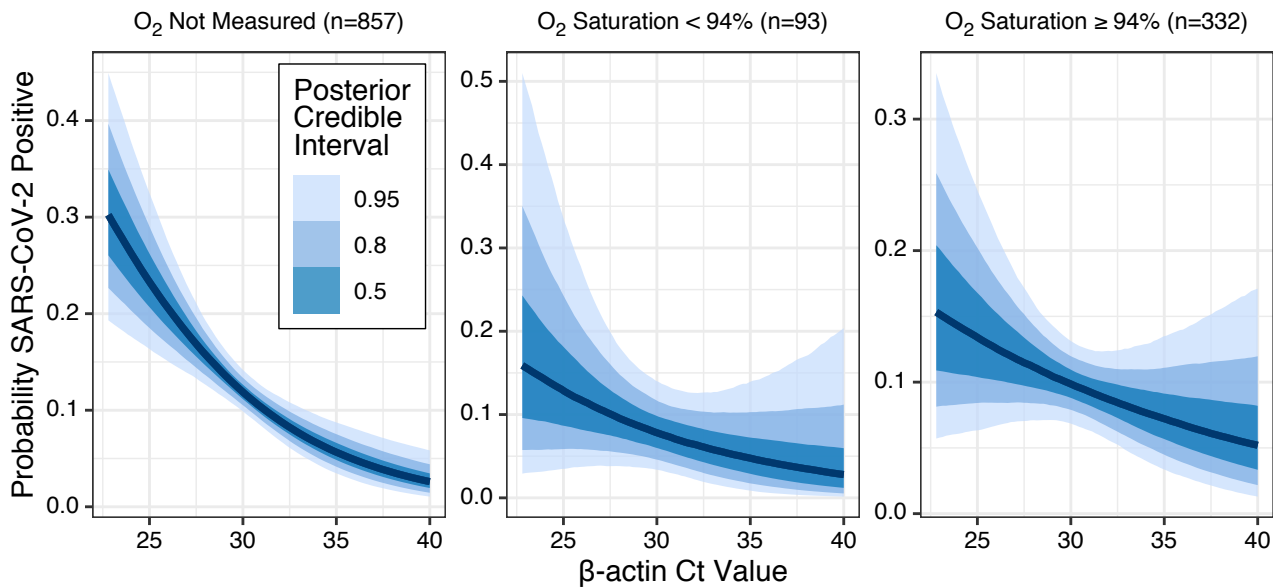 O₂ Not Measured (n=857)
O₂ Saturation < 94% (n=93)
O₂ Saturation ≥ 94% (n=332)
Probability SARS-CoV-2 Positive
0.4
0.3
0.2
0.1
0.0
Posterior
Credible
Interval
0.95
0.8
0.5
0.5
0.4
0.3
0.2
0.1
0.0
0.3
0.2
0.1
0.0
25 30 35 40
25 30 35 40
25 30 35 40
β-actin Ct Value